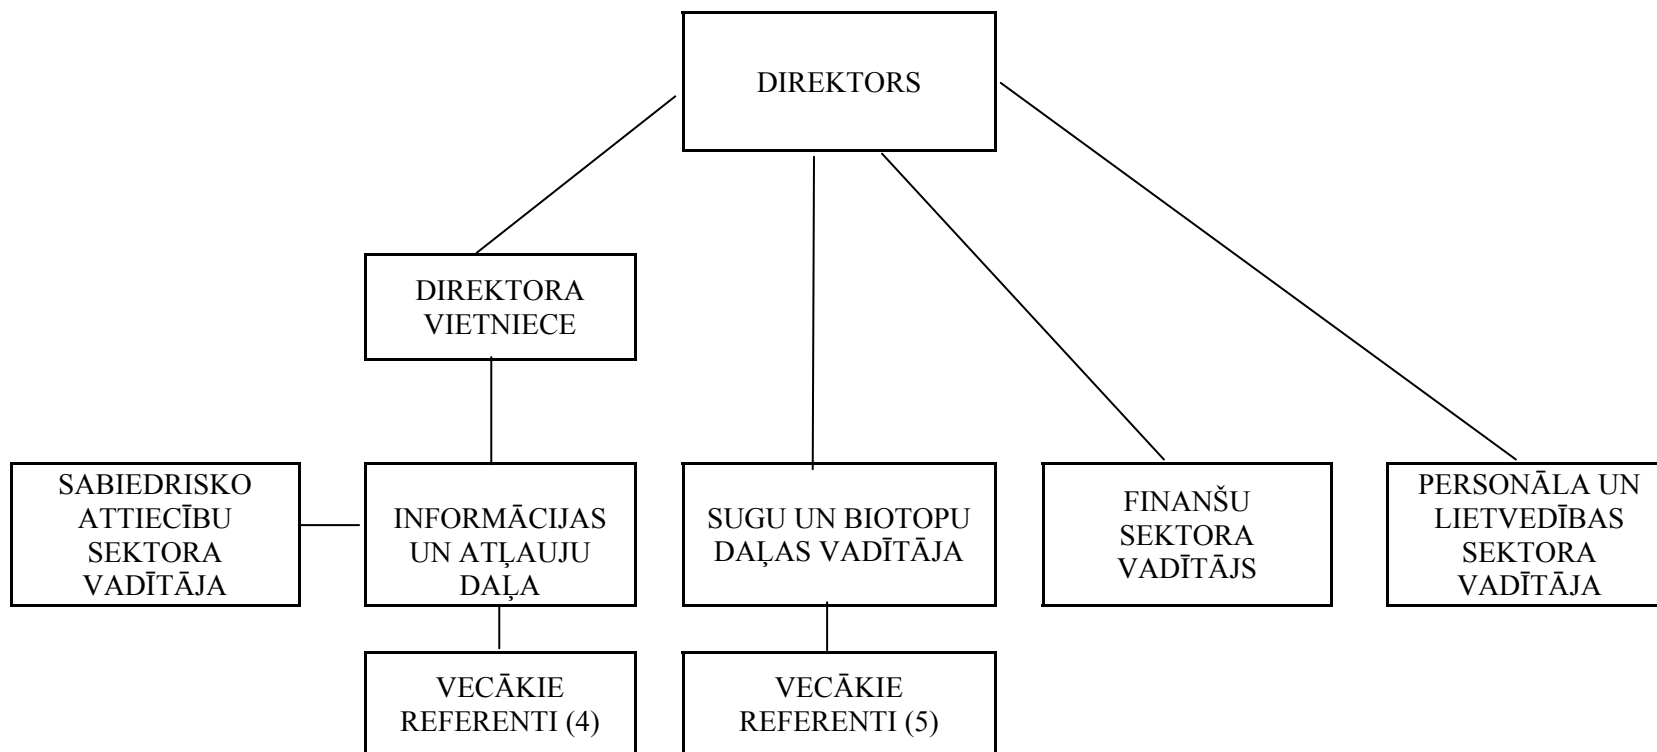 DIREKTORS
DIREKTORA
VIETNIECE
SABIEDRISKO
ATTIECĪBU
SEKTORA
VADĪTĀJA
INFORMĀCIJAS
UN ATĻAUJU
DAĻA
SUGU UN BIOTOPU
DAĻAS VADĪTĀJA
FINANŠU
SEKTORA
VADĪTĀJS
PERSONĀLA UN
LIETVEDĪBAS
SEKTORA
VADĪTĀJA
VECĀKIE
REFERENTI (4)
VECĀKIE
REFERENTI (5)